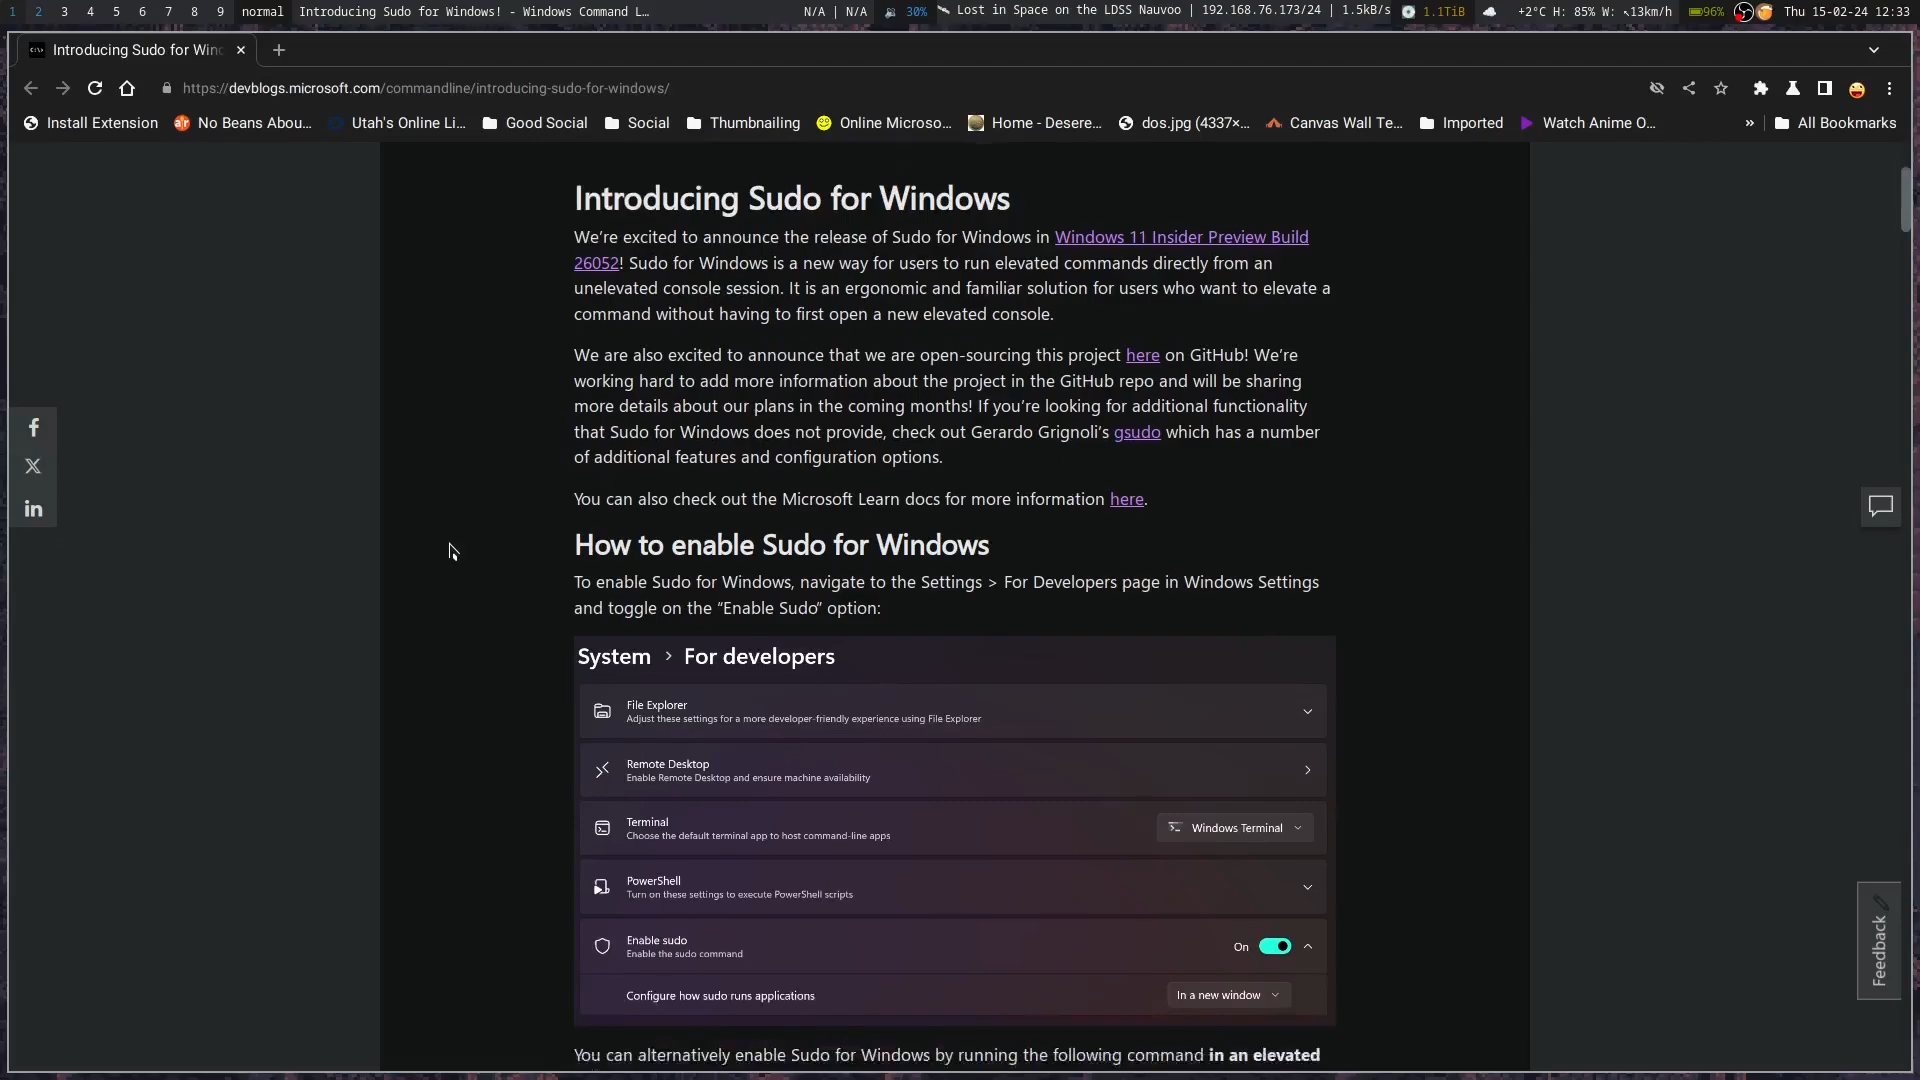 1 2 3 4 5 6 7 8 9 normal Introducing Sudo for Windows! - Windows Command L… N/A | N/A 30% Lost in Space on the LDSS Nauvoo | 192.168.76.173/24 | 1.5kB/s 1.1TiB +2°C H: 85% W: ↖13km/h 96% Thu 15-02-24 12:33
Introducing Sudo for Win
https://devblogs.microsoft.com/commandline/introducing-sudo-for-windows/
Install Extension No Beans Abou... Utah's Online Li... Good Social Social Thumbnailing Online Microso... Home - Desere... dos.jpg (4337×... Canvas Wall Te... Imported Watch Anime O... » All Bookmarks
Introducing Sudo for Windows
We're excited to announce the release of Sudo for Windows in Windows 11 Insider Preview Build
26052! Sudo for Windows is a new way for users to run elevated commands directly from an
unelevated console session. It is an ergonomic and familiar solution for users who want to elevate a
command without having to first open a new elevated console.
We are also excited to announce that we are open-sourcing this project here on GitHub! We're
working hard to add more information about the project in the GitHub repo and will be sharing
more details about our plans in the coming months! If you're looking for additional functionality
that Sudo for Windows does not provide, check out Gerardo Grignoli's gsudo which has a number
of additional features and configuration options.
You can also check out the Microsoft Learn docs for more information here.
How to enable Sudo for Windows
To enable Sudo for Windows, navigate to the Settings > For Developers page in Windows Settings
and toggle on the "Enable Sudo" option:
System > For developers
File Explorer
Adjust these settings for a more developer-friendly experience using File Explorer
Remote Desktop
Enable Remote Desktop and ensure machine availability
Terminal
Choose the default terminal app to host command-line apps
Windows Terminal
PowerShell
Turn on these settings to execute PowerShell scripts
Enable sudo
Enable the sudo command
On
Configure how sudo runs applications
In a new window
You can alternatively enable Sudo for Windows by running the following command in an elevated
Feedback